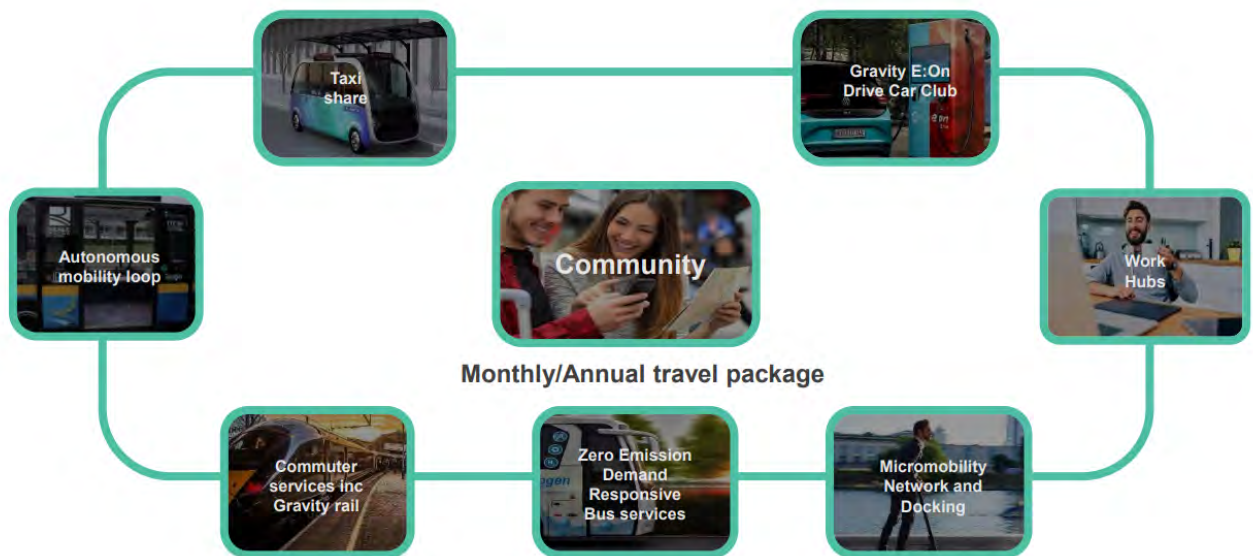 Taxi
share
Gravity E:On
Drive Car Club
Autonomous
mobility loop
Community
Work
Hubs
Monthly/Annual travel package
Commuter
services inc
Gravity rail
Zero Emission
Demand
Responsive
Bus services
ogen
Micromobility
Network and
Docking